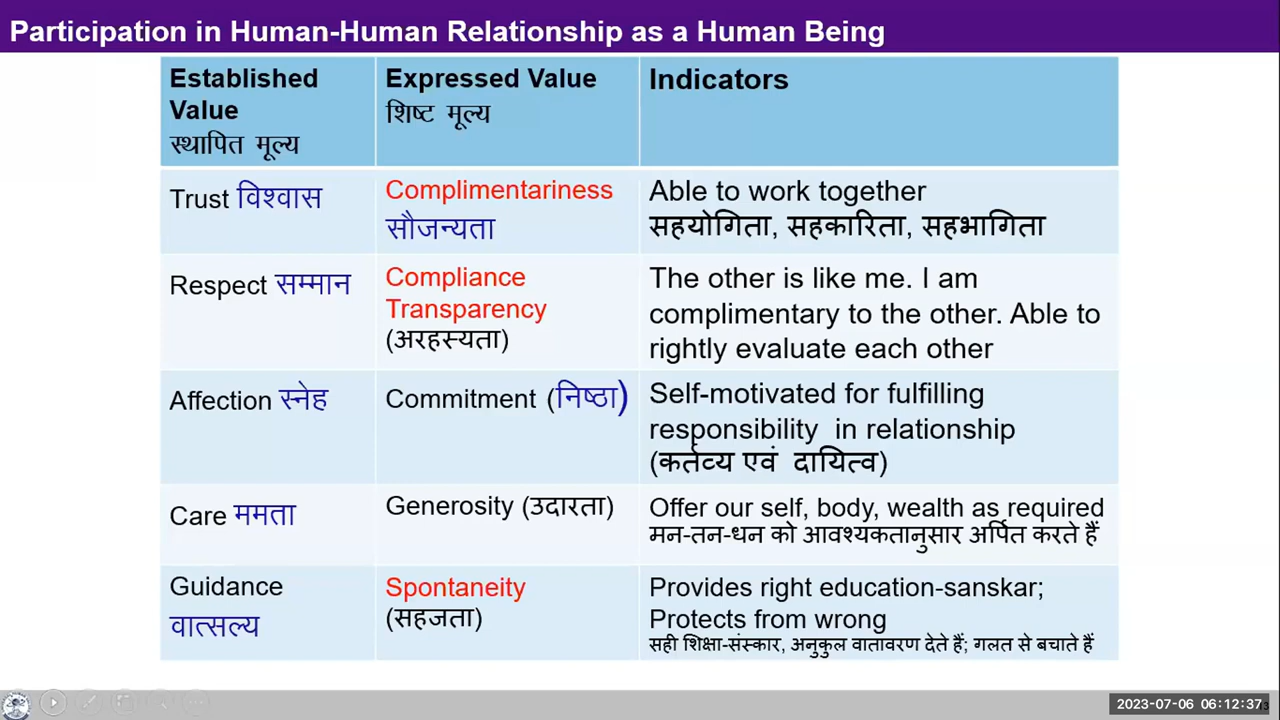 Participation in Human-Human Relationship as a Human Being
Established
Value
स्थापित मूल्य
Expressed Value
शिष्ट मूल्य
Indicators
Trust विश्वास
Complimentariness
सौजन्यता
Able to work together
सहयोगिता, सहकारिता, सहभागिता
Respect सम्मान
Compliance
Transparency
(अरहस्यता)
The other is like me. I am
complimentary to the other. Able to
rightly evaluate each other
Affection स्नेह
Commitment (निष्ठा)
Self-motivated for fulfilling
responsibility in relationship
(कर्तव्य एवं दायित्व)
Care ममता
Generosity (उदारता)
Offer our self, body, wealth as required
मन-तन-धन को आवश्यकतानुसार अर्पित करते हैं
Guidance
वात्सल्य
Spontaneity
(सहजता)
Provides right education-sanskar;
Protects from wrong
सही शिक्षा-संस्कार, अनुकुल वातावरण देते हैं; गलत से बचाते हैं
2023-07-06 06:12:37